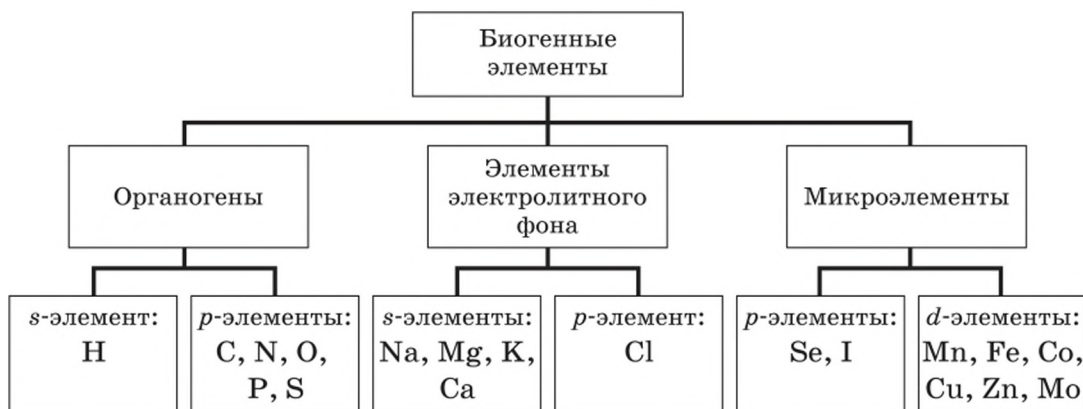 Биогенные
элементы
Органогены
Элементы
электролитного
фона
Микроэлементы
s-элемент:
H
p-элементы:
C, N, O,
P, S
s-элементы:
Na, Mg, K,
Ca
p-элемент:
Cl
p-элементы:
Se, I
d-элементы:
Mn, Fe, Co,
Cu, Zn, Mo